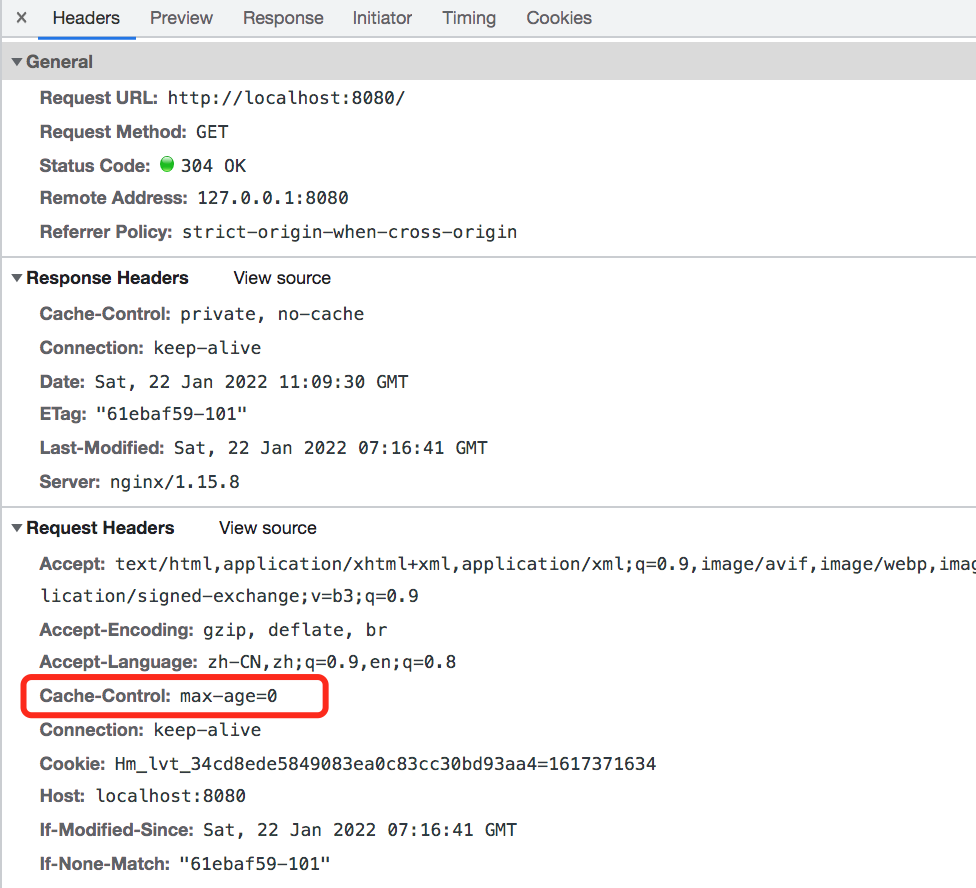 × Headers Preview Response Initiator Timing Cookies
▼General
Request URL: http://localhost:8080/
Request Method: GET
Status Code: 304 OK
Remote Address: 127.0.0.1:8080
Referrer Policy: strict-origin-when-cross-origin
▼Response Headers View source
Cache-Control: private, no-cache
Connection: keep-alive
Date: Sat, 22 Jan 2022 11:09:30 GMT
ETag: "61ebaf59-101"
Last-Modified: Sat, 22 Jan 2022 07:16:41 GMT
Server: nginx/1.15.8
▼Request Headers View source
Accept: text/html,application/xhtml+xml,application/xml;q=0.9,image/avif,image/webp,imag
lication/signed-exchange;v=b3;q=0.9
Accept-Encoding: gzip, deflate, br
Accept-Language: zh-CN,zh;q=0.9,en;q=0.8
Cache-Control: max-age=0
Connection: keep-alive
Cookie: Hm_lvt_34cd8ede5849083ea0c83cc30bd93aa4=1617371634
Host: localhost:8080
If-Modified-Since: Sat, 22 Jan 2022 07:16:41 GMT
If-None-Match: "61ebaf59-101"